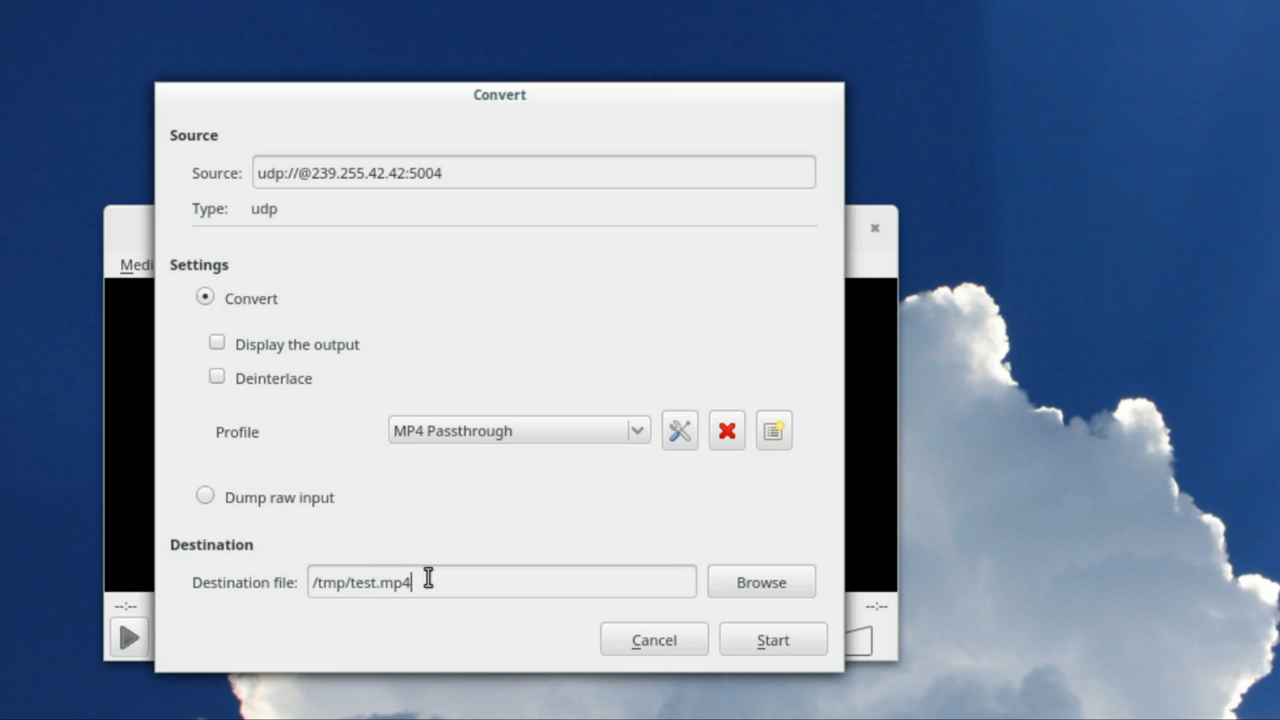 Convert
Source
Source: udp://@239.255.42.42:5004
Type: udp
Medi
Settings
Convert
Display the output
Deinterlace
Profile MP4 Passthrough
Dump raw input
Destination
Destination file: /tmp/test.mp4 Browse
--:-- --:--
Cancel Start